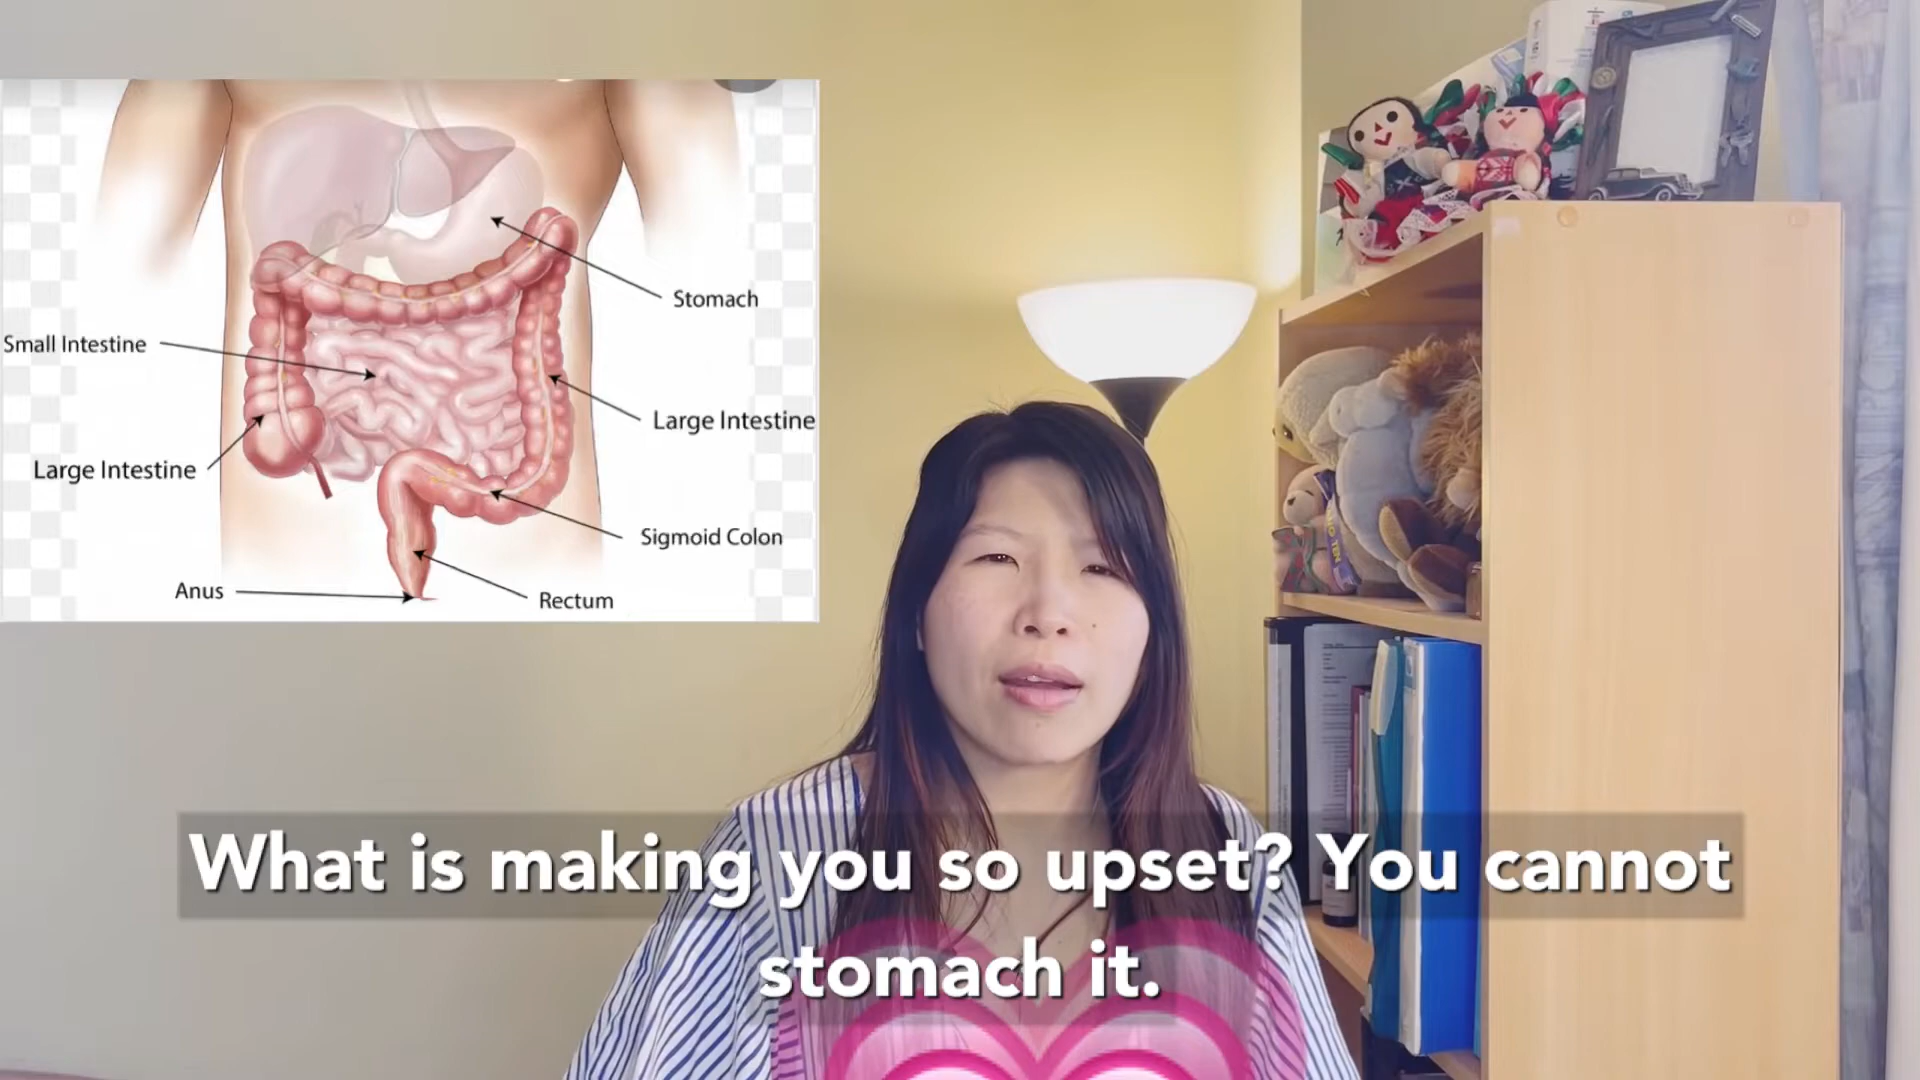 Stomach
Small Intestine
Large Intestine
Large Intestine
Sigmoid Colon
Anus
Rectum
What is making you so upset? You cannot
stomach it.